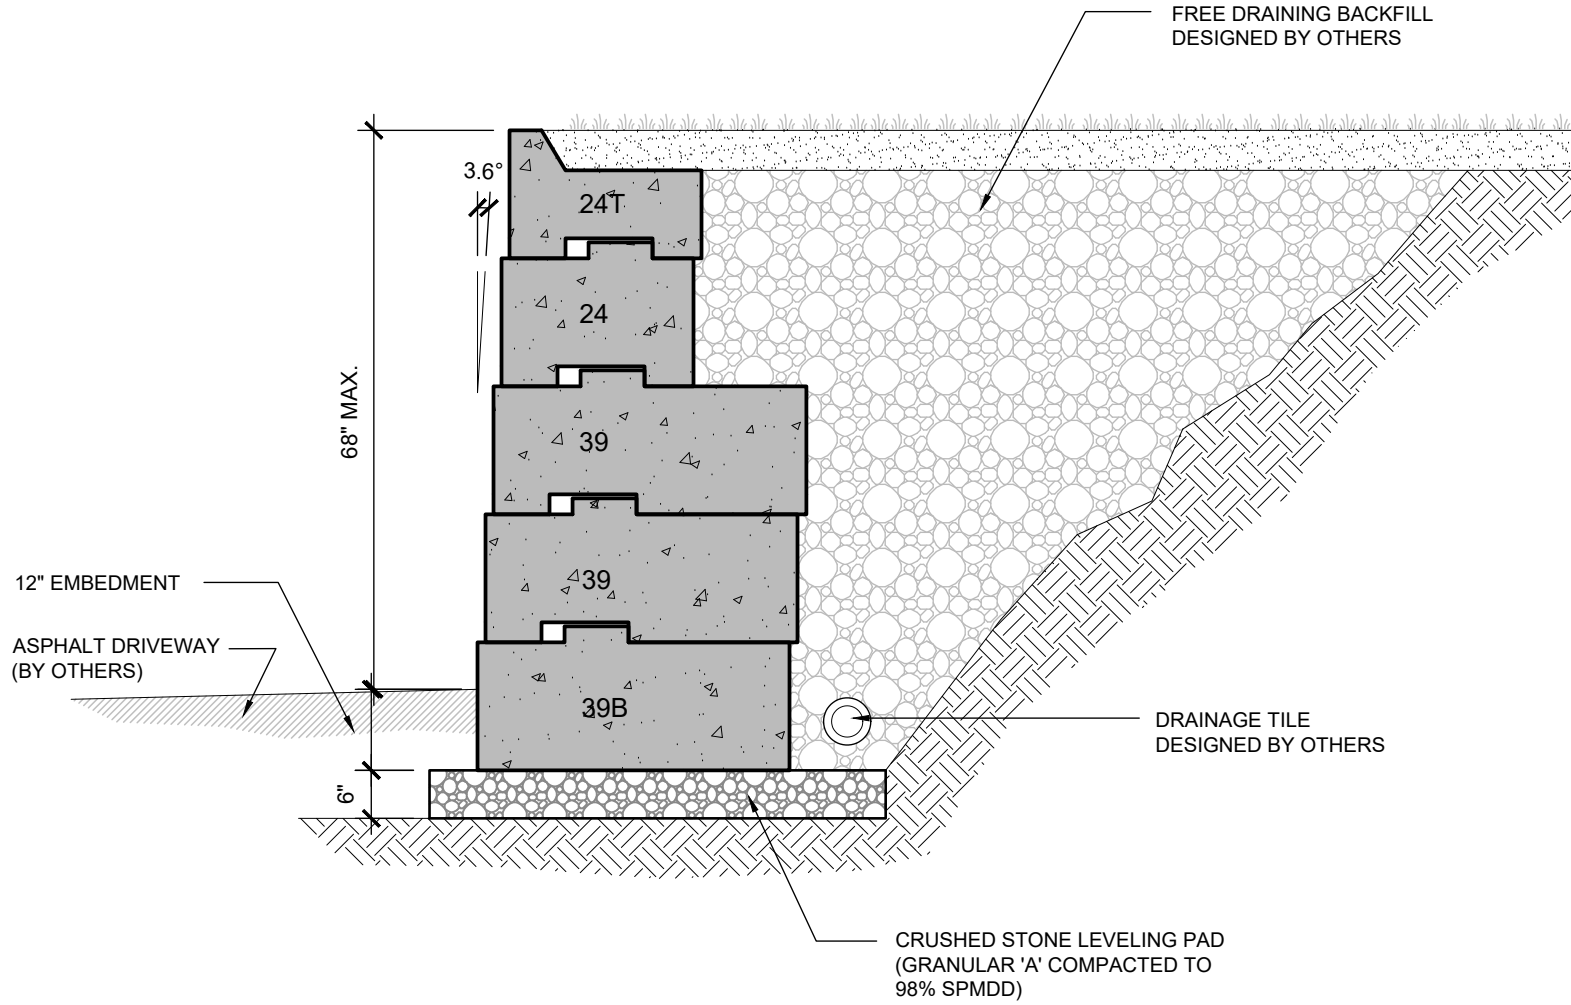 FREE DRAINING BACKFILL
DESIGNED BY OTHERS
3.6°
24T
24
68" MAX.
39
39
12" EMBEDMENT
ASPHALT DRIVEWAY
(BY OTHERS)
39B
DRAINAGE TILE
DESIGNED BY OTHERS
6"
CRUSHED STONE LEVELING PAD
(GRANULAR 'A' COMPACTED TO
98% SPMDD)